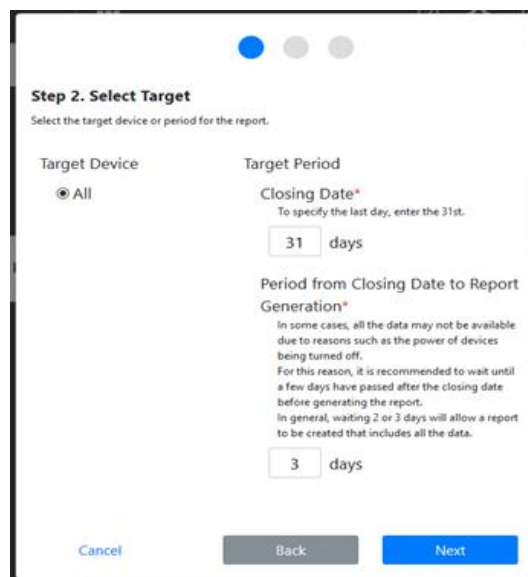 Step 2. Select Target
Select the target device or period for the report.
Target Device
All
Target Period
Closing Date*
To specify the last day, enter the 31st.
31 days
Period from Closing Date to Report
Generation*
In some cases, all the data may not be available
due to reasons such as the power of devices
being turned off.
For this reason, it is recommended to wait until
a few days have passed after the closing date
before generating the report.
In general, waiting 2 or 3 days will allow a report
to be created that includes all the data.
3 days
Cancel
Back
Next